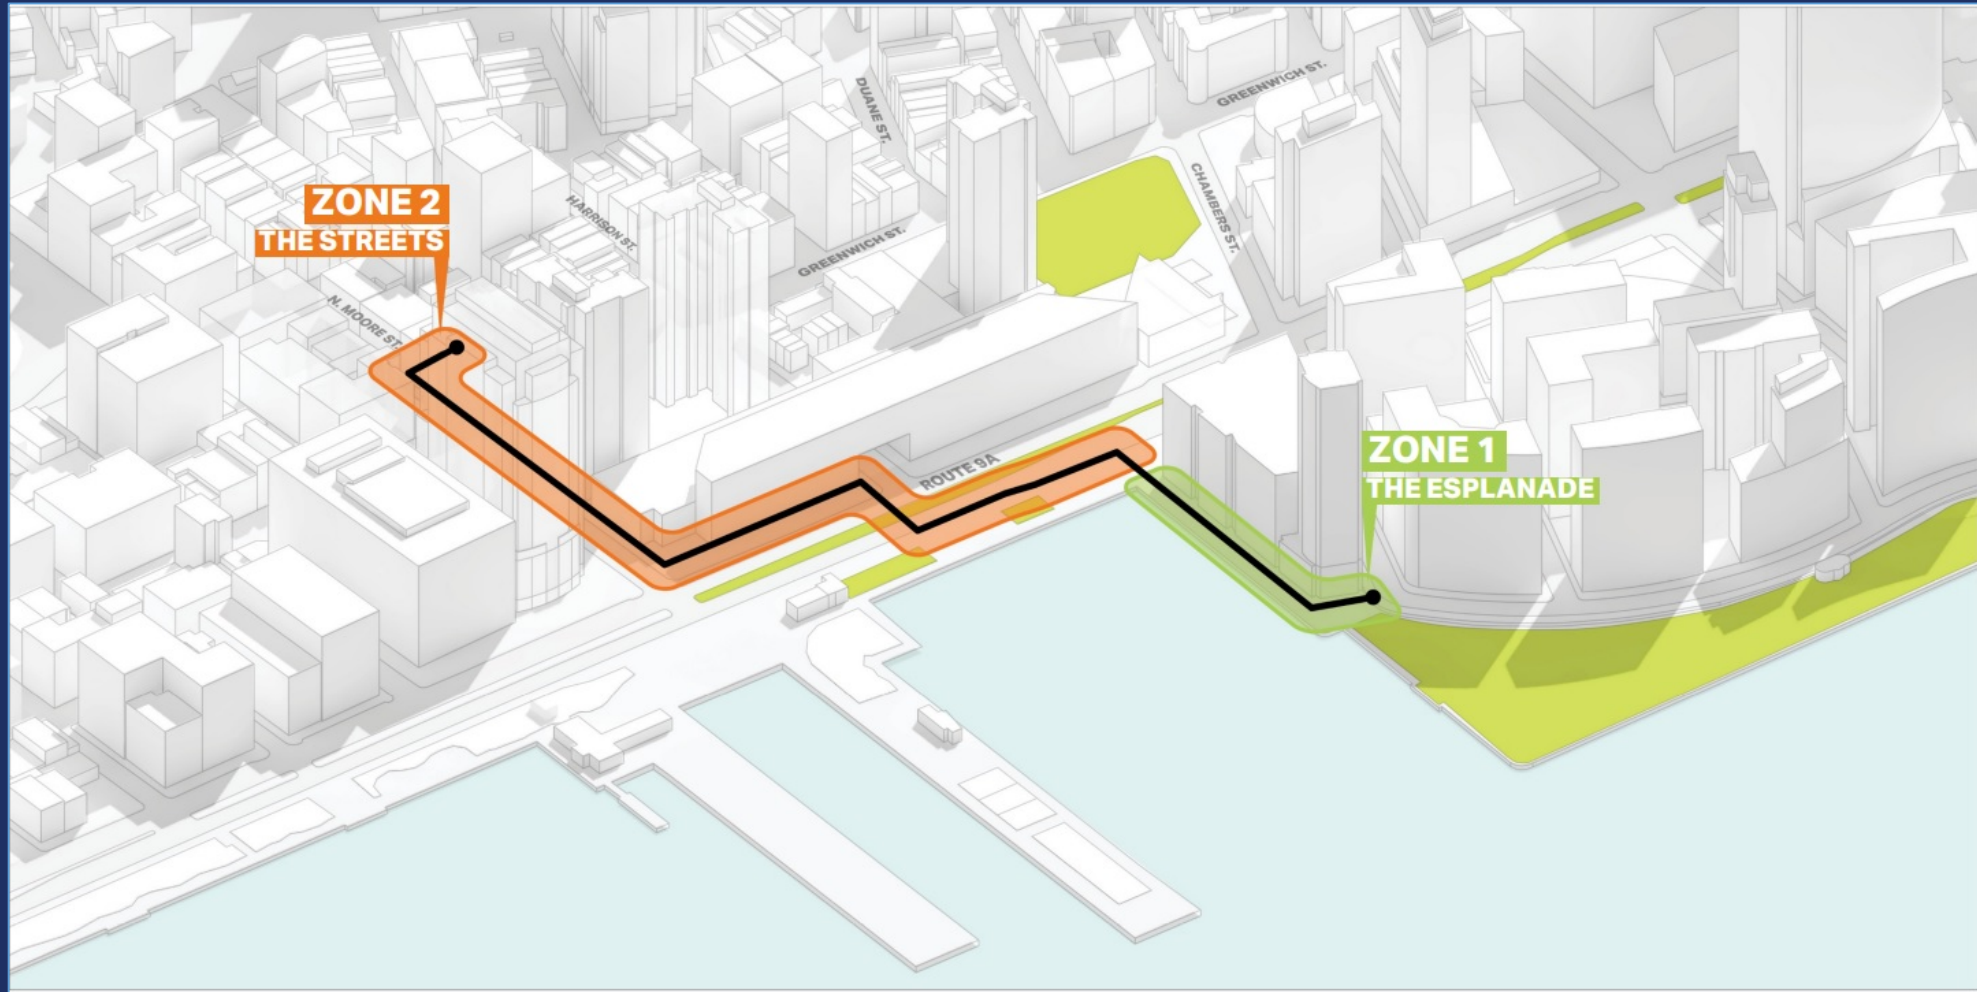 DUANE ST.
GREENWICH ST.
CHAMBERS ST.
ZONE 2
THE STREETS
HARRISON ST.
GREENWICH ST.
N. MOORE ST.
ROUTE 9A
ZONE 1
THE ESPLANADE